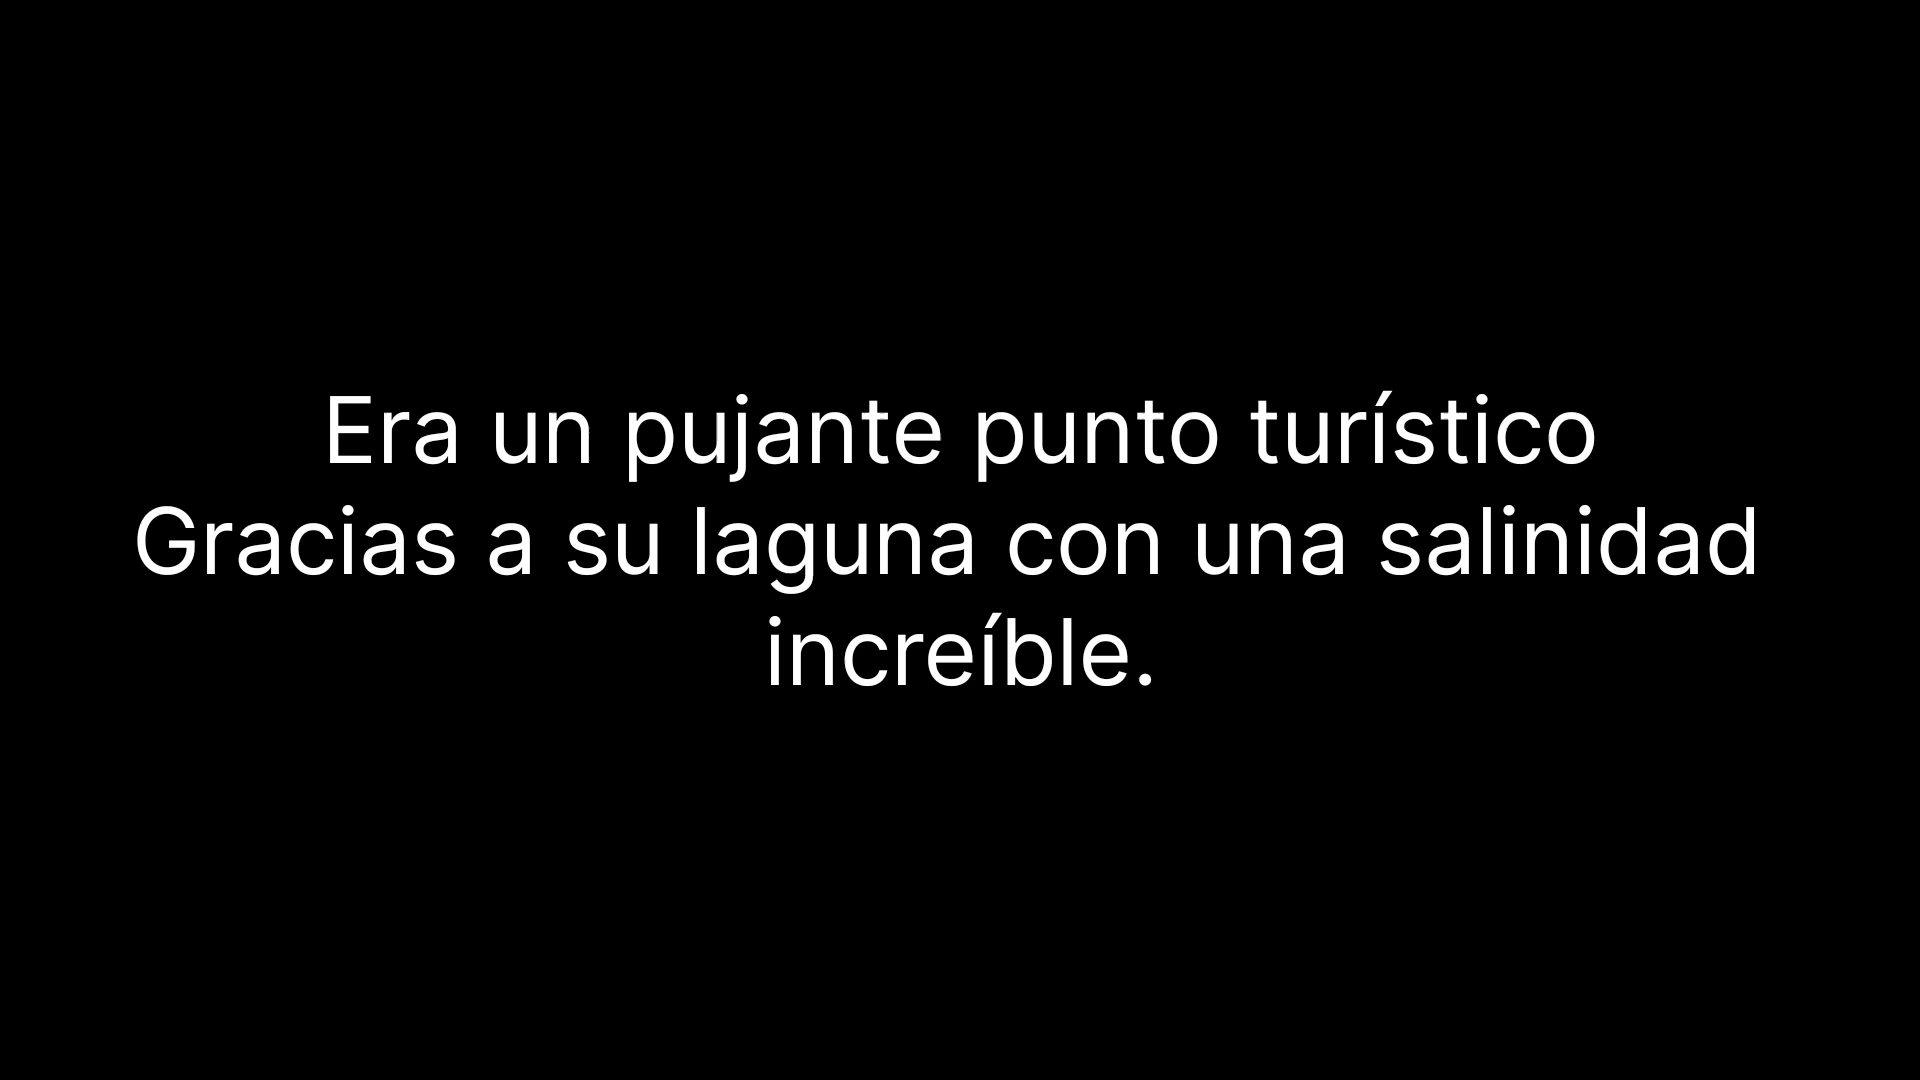 Era un pujante punto turístico
Gracias a su laguna con una salinidad
increíble.